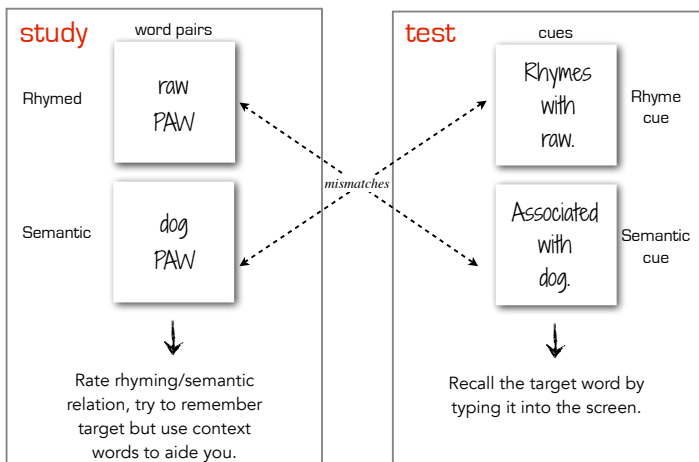 study
word pairs
Rhymed
raw
PAW
Semantic
dog
PAW
Rate rhyming/semantic
relation, try to remember
target but use context
words to aide you.
mismatches
test
cues
Rhymes
with
raw.
Rhyme
cue
Associated
with
dog.
Semantic
cue
Recall the target word by
typing it into the screen.